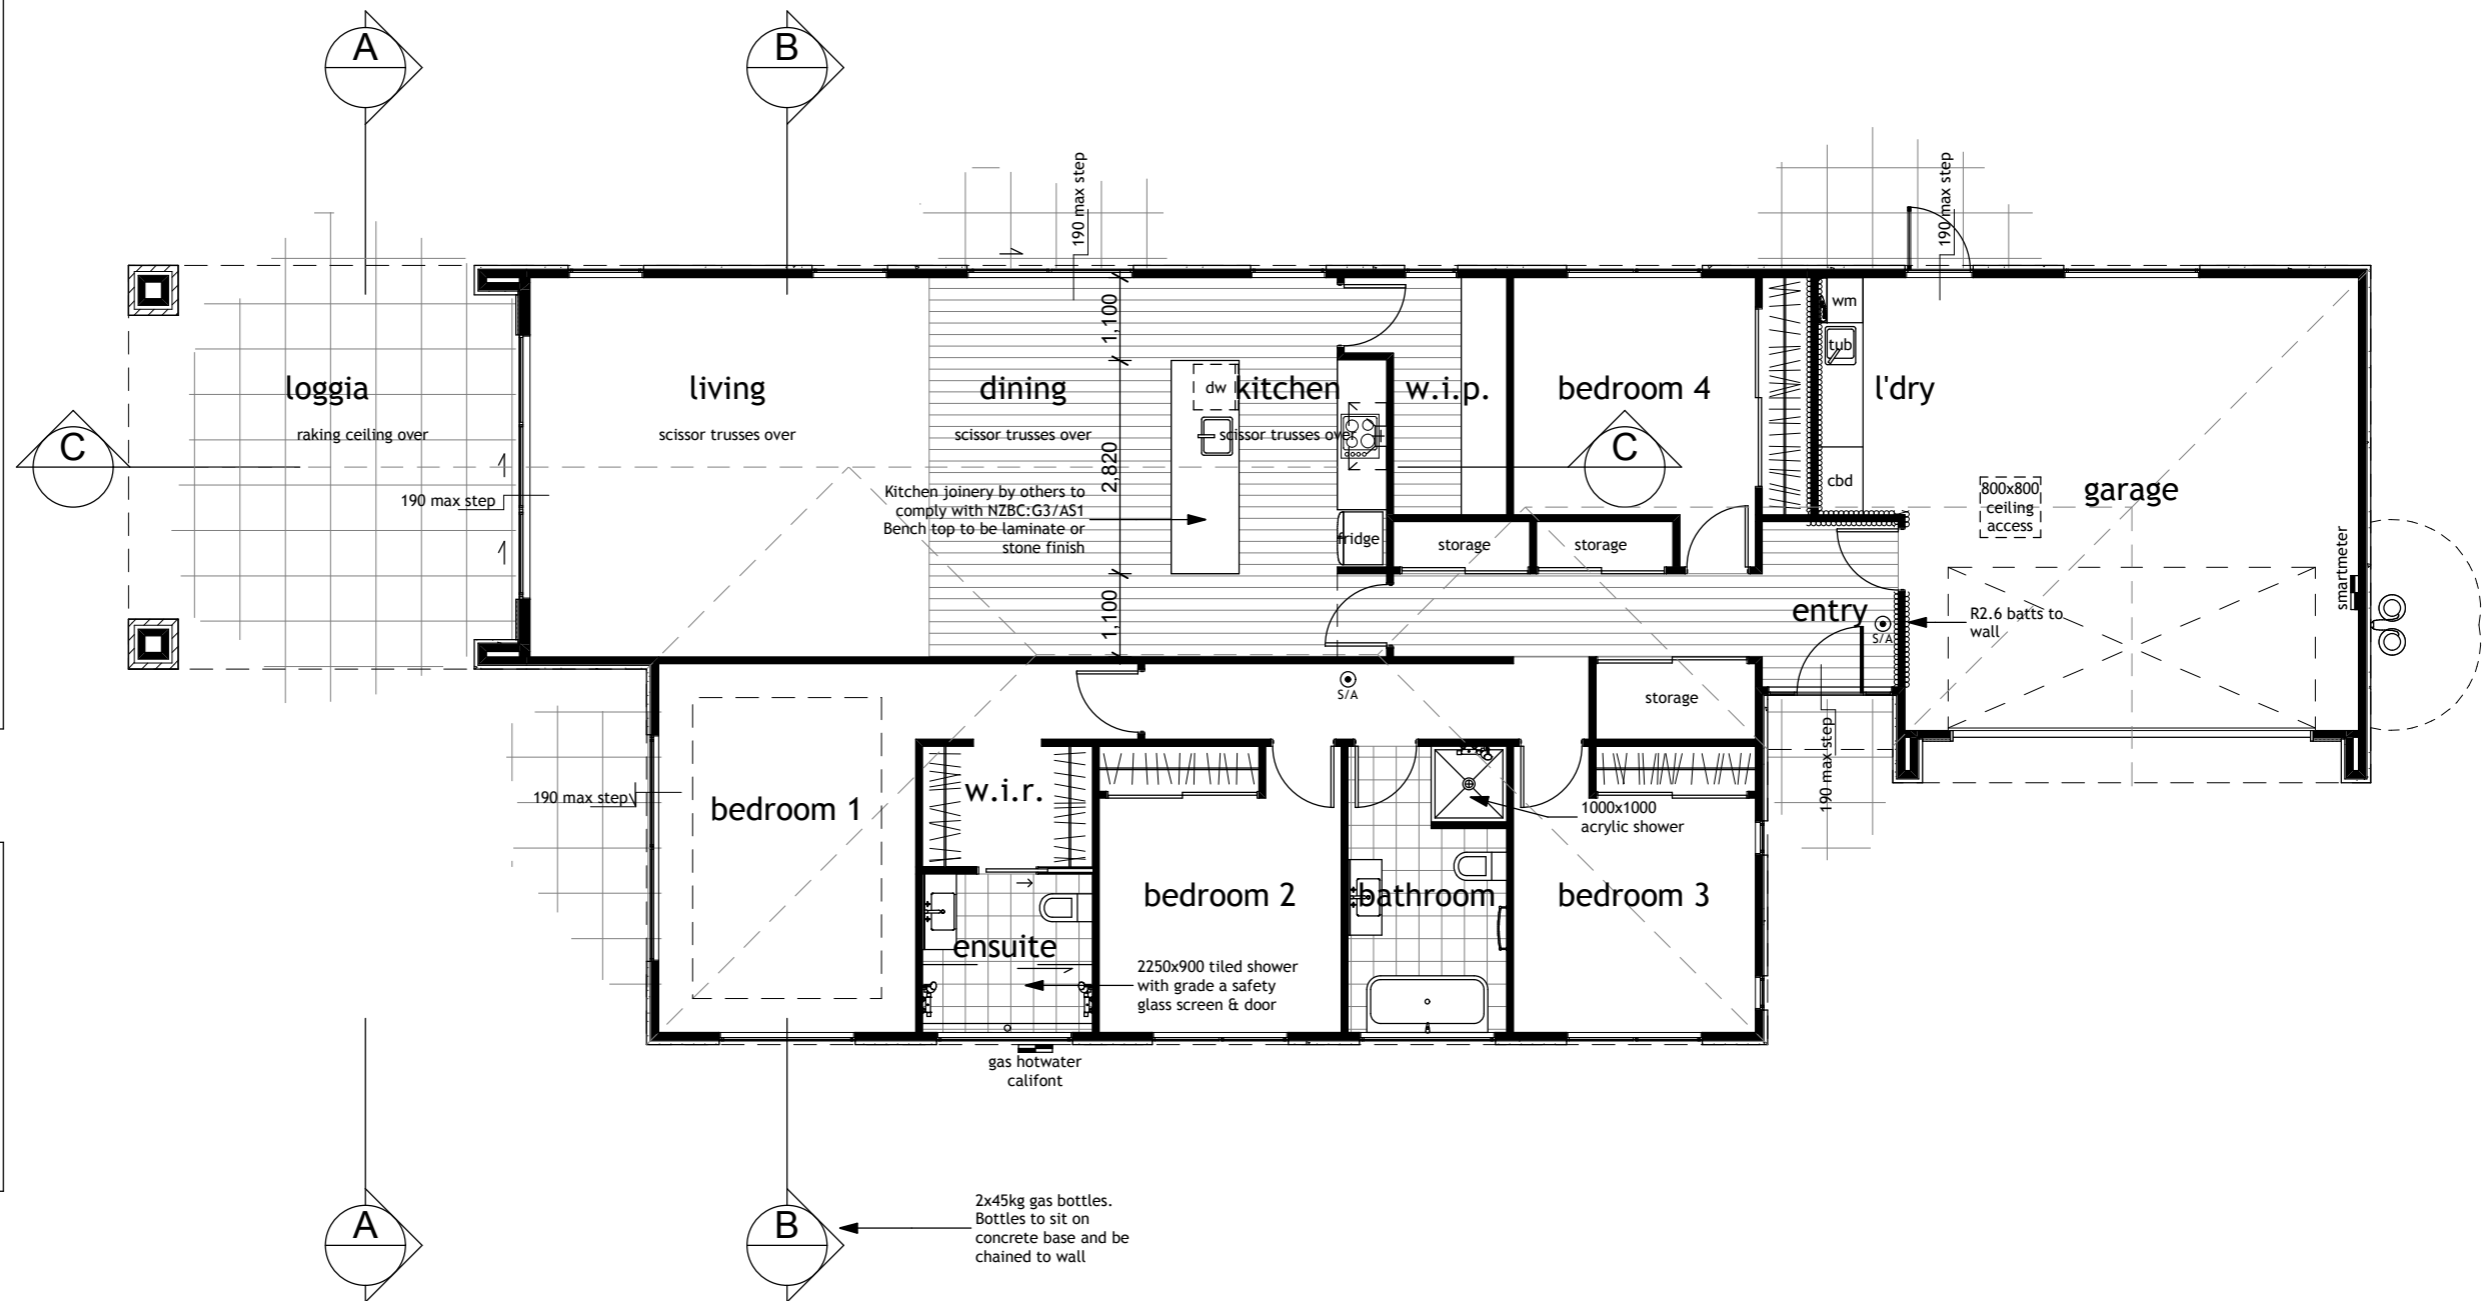 A
B
190 max step
190 max step
1,100
wm
tub
loggia
living
dining
dw
kitchen
w.i.p.
bedroom 4
l'dry
raking ceiling over
scissor trusses over
scissor trusses over
scissor trusses over
C
C
2,820
cbd
garage
800x800
ceiling
access
190 max step
Kitchen joinery by others to
comply with NZBC:G3/AS1
Bench top to be laminate or
stone finish
fridge
storage
storage
smartmeter
1,100
entry
S/A
R2.6 batts to
wall
S/A
storage
190 max step
190 max step
bedroom 1
w.i.r.
1000x1000
acrylic shower
bedroom 2
bathroom
bedroom 3
ensuite
2250x900 tiled shower
with grade a safety
glass screen & door
gas hotwater
califont
A
B
2x45kg gas bottles.
Bottles to sit on
concrete base and be
chained to wall